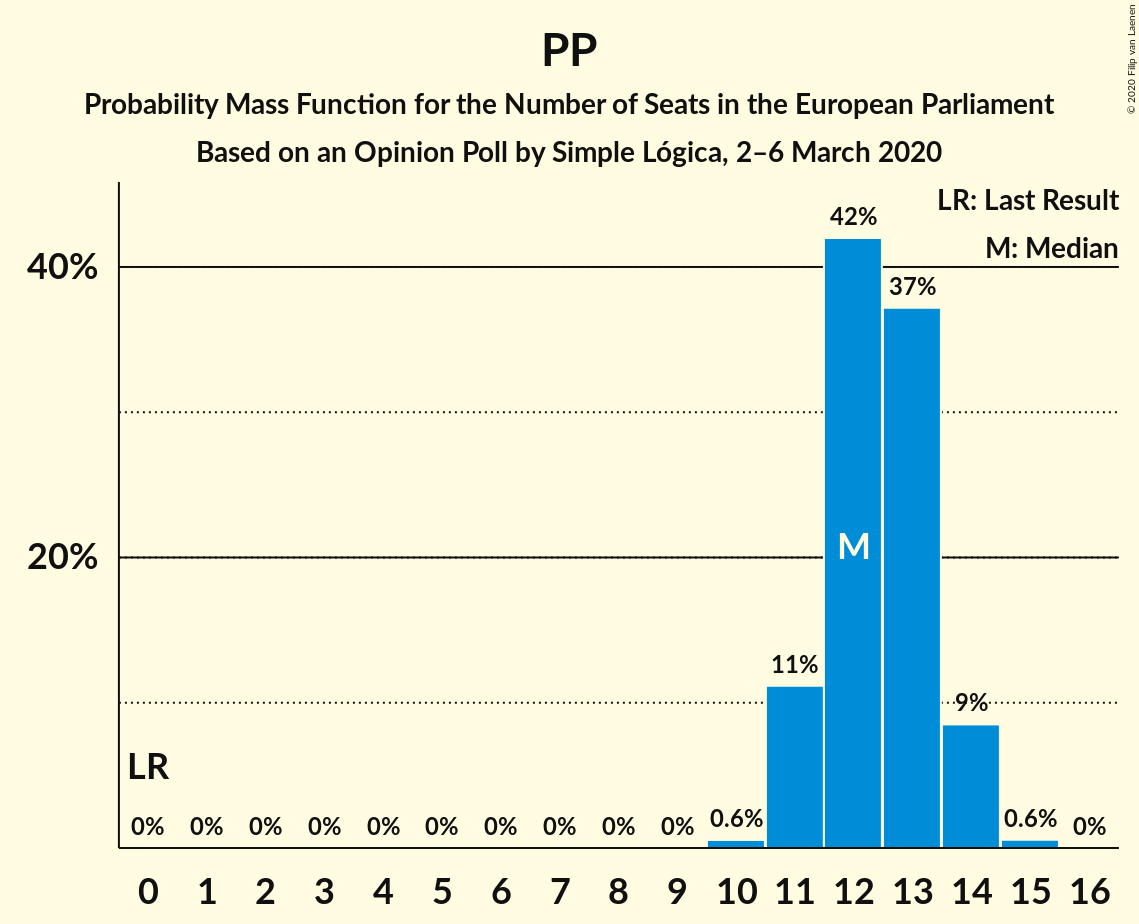 PP
Probability Mass Function for the Number of Seats in the European Parliament
Based on an Opinion Poll by Simple Lógica, 2–6 March 2020
© 2020 Filip van Laenen
LR: Last Result
M: Median
42%
40%
37%
20%
M
11%
9%
LR
0% 0% 0% 0% 0% 0% 0% 0% 0% 0% 0.6% 0.6% 0%
0 1 2 3 4 5 6 7 8 9 10 11 12 13 14 15 16